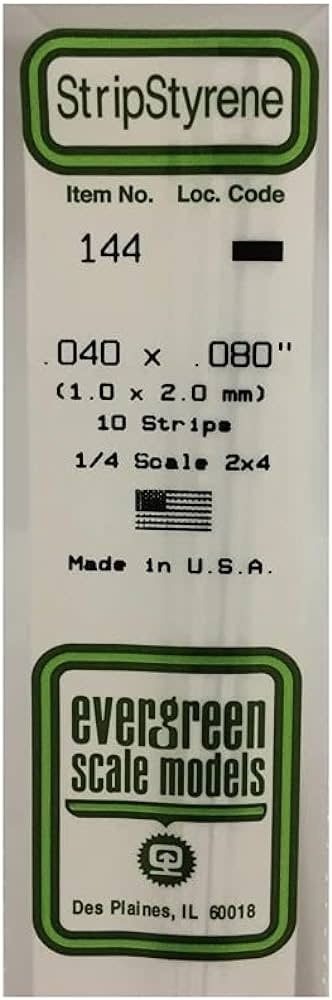 StripStyrene
Item No. Loc. Code
144
.040 x .080"
(1.0 x 2.0 mm)
10 Strips
1/4 Scale 2x4
Made in U.S.A.
evergreen
scale models
Des Plaines, IL 60018